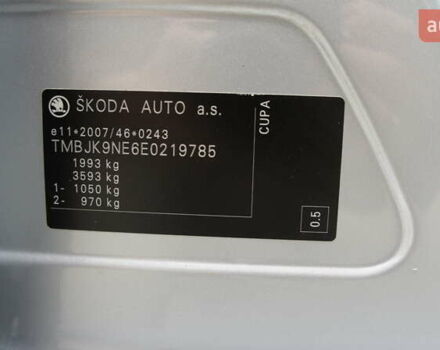 ŠKODA AUTO a.s.
e11*2007/46*0243
TMBJK9NE6E0219785
1993 kg
3593 kg
1- 1050 kg
2- 970 kg
CUPA
0.5